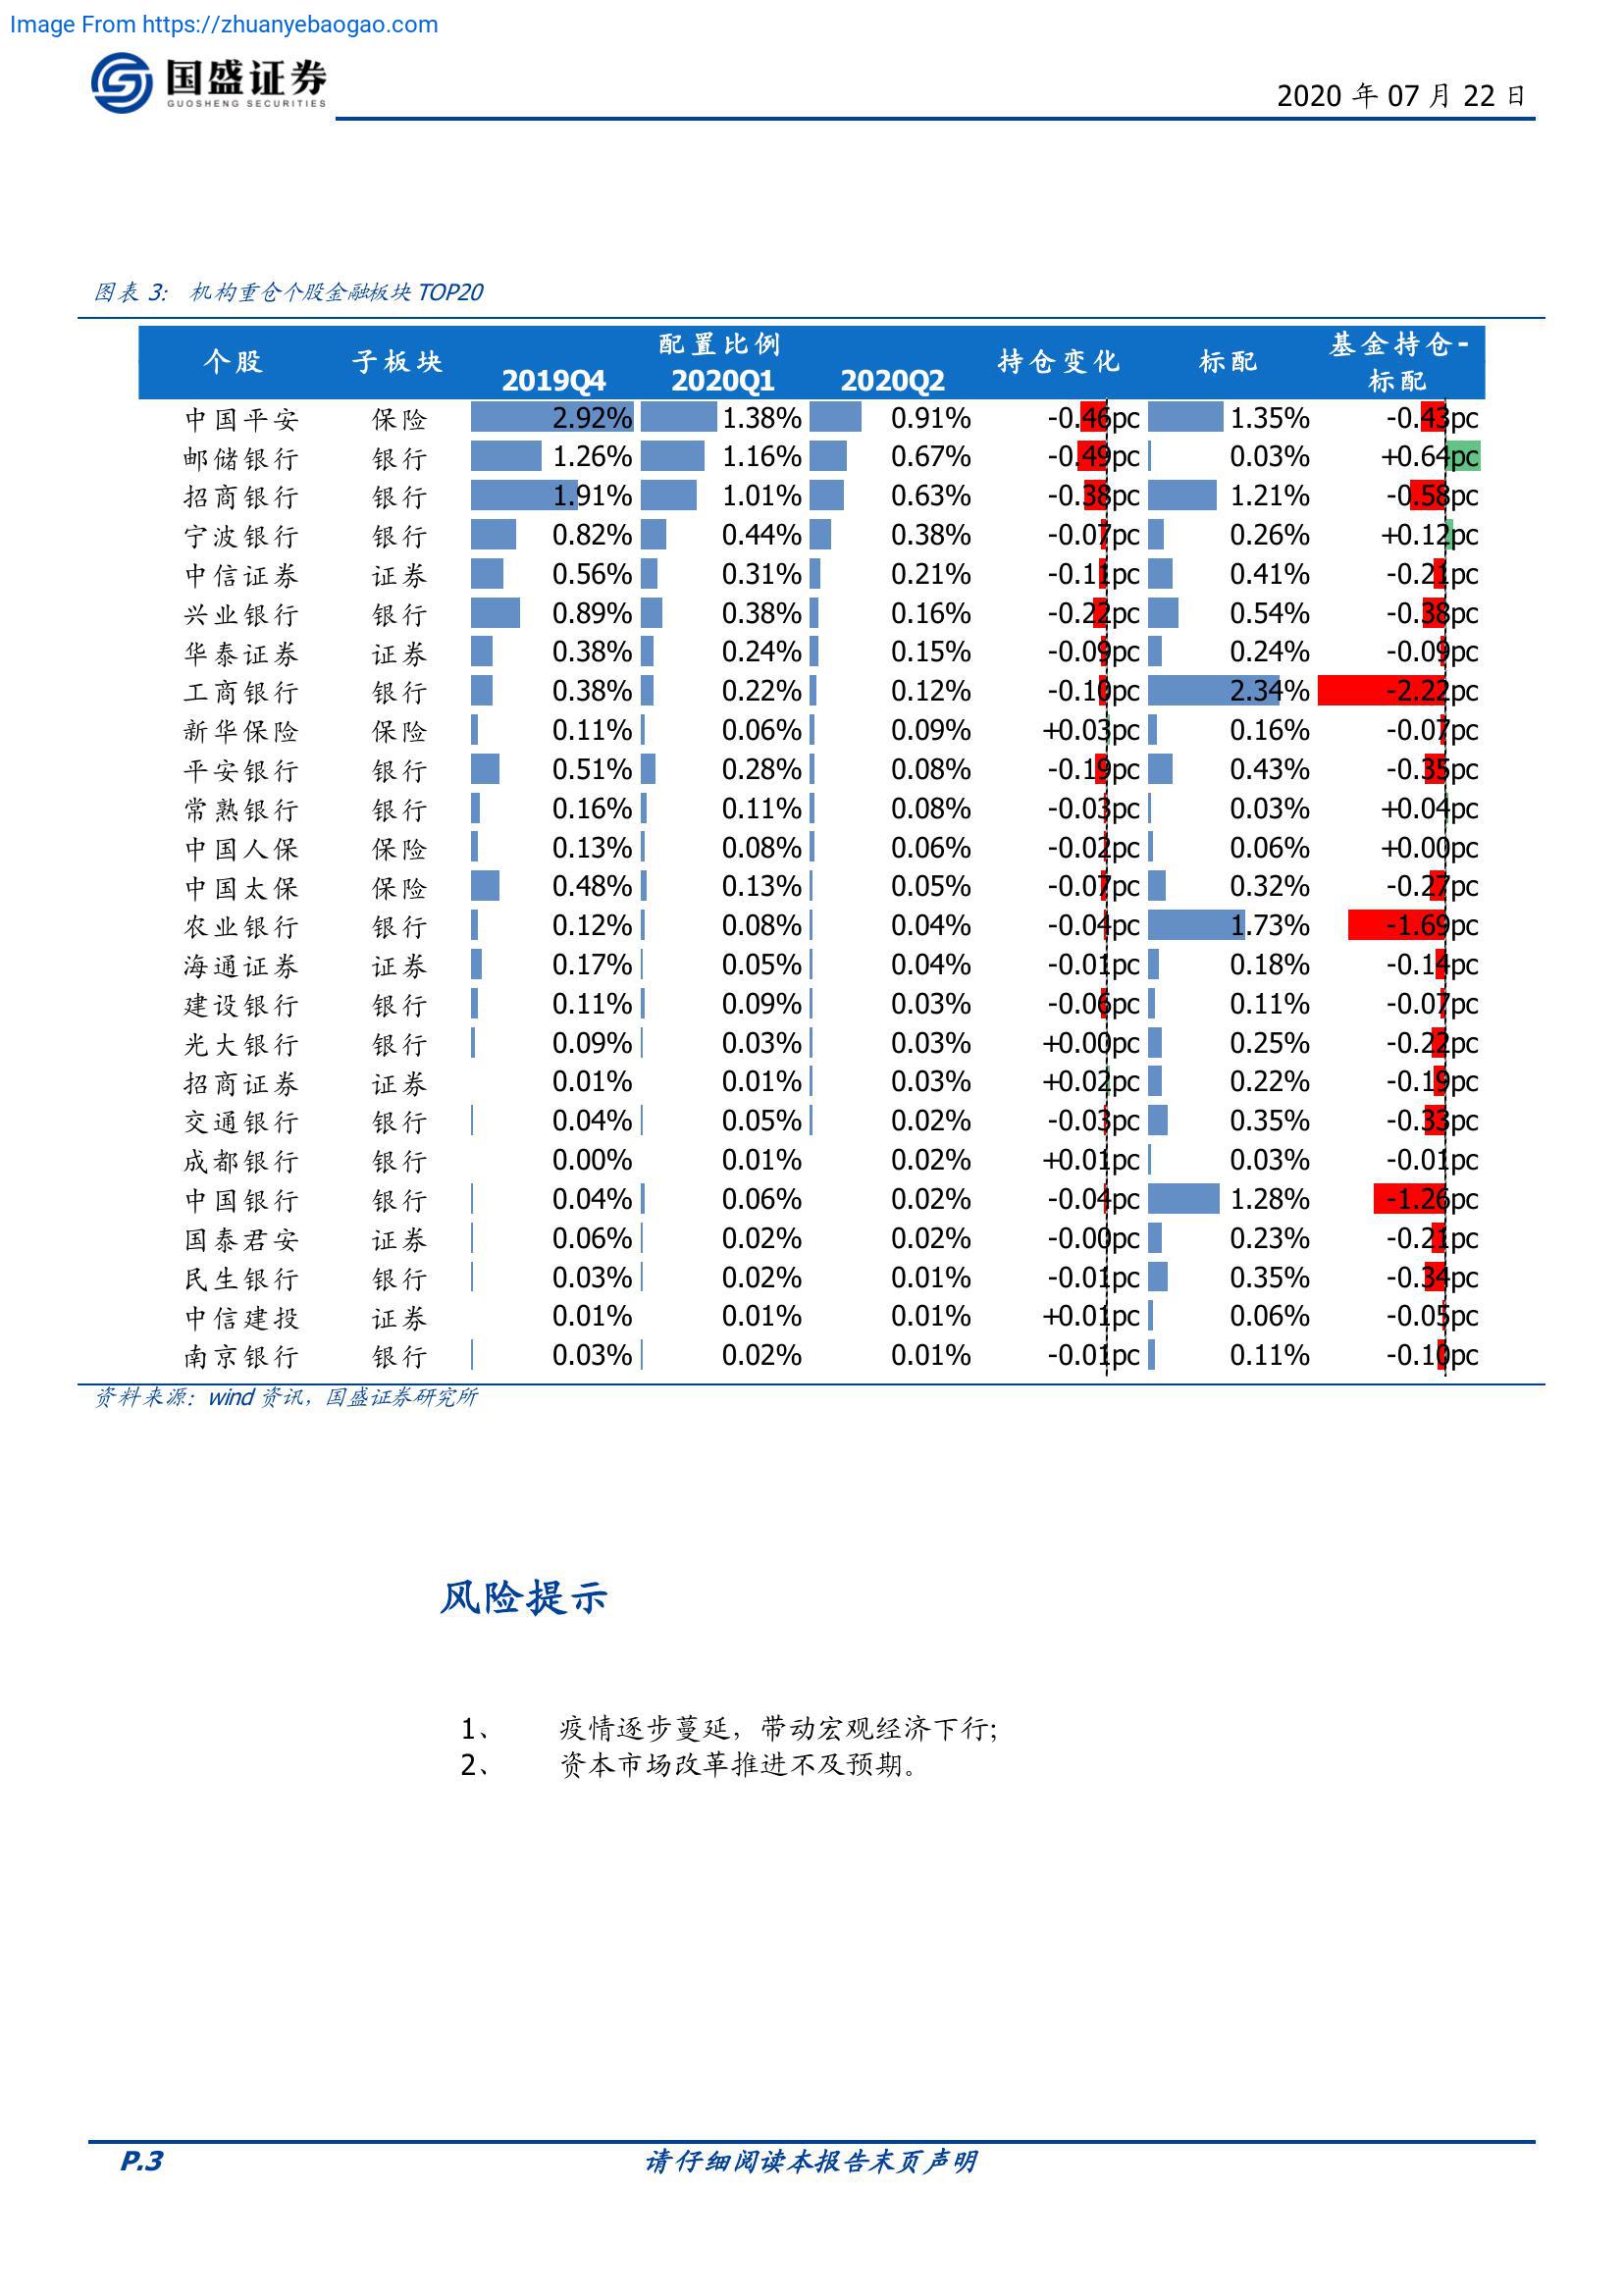 Image From https://zhuanyebaogao.com
国盛证券
GUOSHENG SECURITIES
2020 年 07 月 22 日
图表 3: 机构重仓个股金融板块 TOP20
个股 子板块 配置比例 持仓变化 标配 基金持仓-标配
2019Q4 2020Q1 2020Q2
中国平安 保险 2.92% 1.38% 0.91% -0.46pc 1.35% -0.43pc
邮储银行 银行 1.26% 1.16% 0.67% -0.49pc 0.03% +0.64pc
招商银行 银行 1.91% 1.01% 0.63% -0.38pc 1.21% -0.58pc
宁波银行 银行 0.82% 0.44% 0.38% -0.07pc 0.26% +0.12pc
中信证券 证券 0.56% 0.31% 0.21% -0.11pc 0.41% -0.21pc
兴业银行 银行 0.89% 0.38% 0.16% -0.22pc 0.54% -0.38pc
华泰证券 证券 0.38% 0.24% 0.15% -0.09pc 0.24% -0.09pc
工商银行 银行 0.38% 0.22% 0.12% -0.10pc 2.34% -2.22pc
新华保险 保险 0.11% 0.06% 0.09% +0.03pc 0.16% -0.07pc
平安银行 银行 0.51% 0.28% 0.08% -0.19pc 0.43% -0.35pc
常熟银行 银行 0.16% 0.11% 0.08% -0.03pc 0.03% +0.04pc
中国人保 保险 0.13% 0.08% 0.06% -0.02pc 0.06% +0.00pc
中国太保 保险 0.48% 0.13% 0.05% -0.07pc 0.32% -0.27pc
农业银行 银行 0.12% 0.08% 0.04% -0.04pc 1.73% -1.69pc
海通证券 证券 0.17% 0.05% 0.04% -0.01pc 0.18% -0.14pc
建设银行 银行 0.11% 0.09% 0.03% -0.06pc 0.11% -0.07pc
光大银行 银行 0.09% 0.03% 0.03% +0.00pc 0.25% -0.22pc
招商证券 证券 0.01% 0.01% 0.03% +0.02pc 0.22% -0.19pc
交通银行 银行 0.04% 0.05% 0.02% -0.03pc 0.35% -0.33pc
成都银行 银行 0.00% 0.01% 0.02% +0.01pc 0.03% -0.01pc
中国银行 银行 0.04% 0.06% 0.02% -0.04pc 1.28% -1.26pc
国泰君安 证券 0.06% 0.02% 0.02% -0.00pc 0.23% -0.21pc
民生银行 银行 0.03% 0.02% 0.01% -0.01pc 0.35% -0.34pc
中信建投 证券 0.01% 0.01% 0.01% +0.01pc 0.06% -0.05pc
南京银行 银行 0.03% 0.02% 0.01% -0.01pc 0.11% -0.10pc
资料来源: wind 资讯, 国盛证券研究所
风险提示
1、 疫情逐步蔓延，带动宏观经济下行;
2、 资本市场改革推进不及预期。
P.3 请仔细阅读本报告末页声明